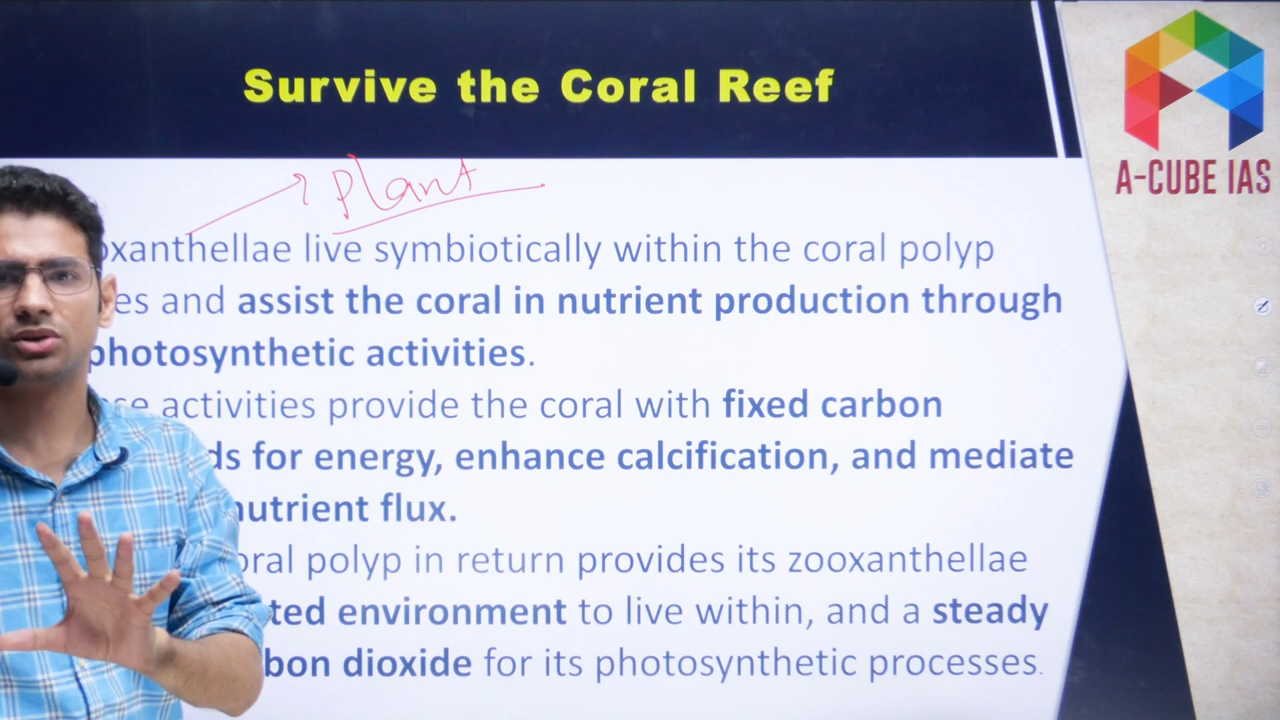 Survive the Coral Reef
A-CUBE IAS
Plant
oxanthellae live symbiotically within the coral polyp
es and assist the coral in nutrient production through
photosynthetic activities.
activities provide the coral with fixed carbon
ds for energy, enhance calcification, and mediate
nutrient flux.
oral polyp in return provides its zooxanthellae
ted environment to live within, and a steady
bon dioxide for its photosynthetic processes.